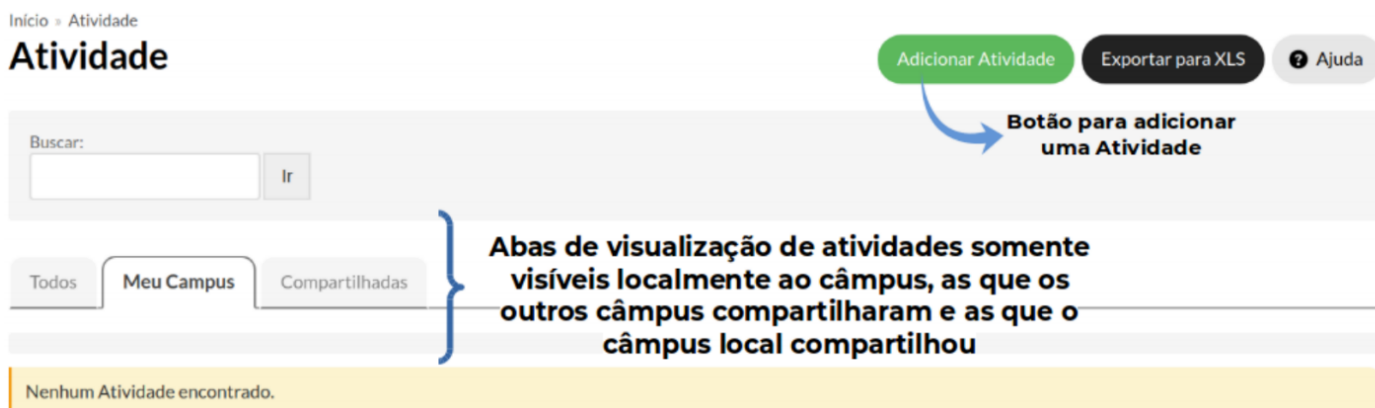 Início » Atividade
Atividade
Adicionar Atividade
Exportar para XLS
? Ajuda
Botão para adicionar
uma Atividade
Buscar:
Ir
Abas de visualização de atividades somente
visíveis localmente ao câmpus, as que os
outros câmpus compartilharam e as que o
câmpus local compartilhou
Todos
Meu Campus
Compartilhadas
Nenhum Atividade encontrado.